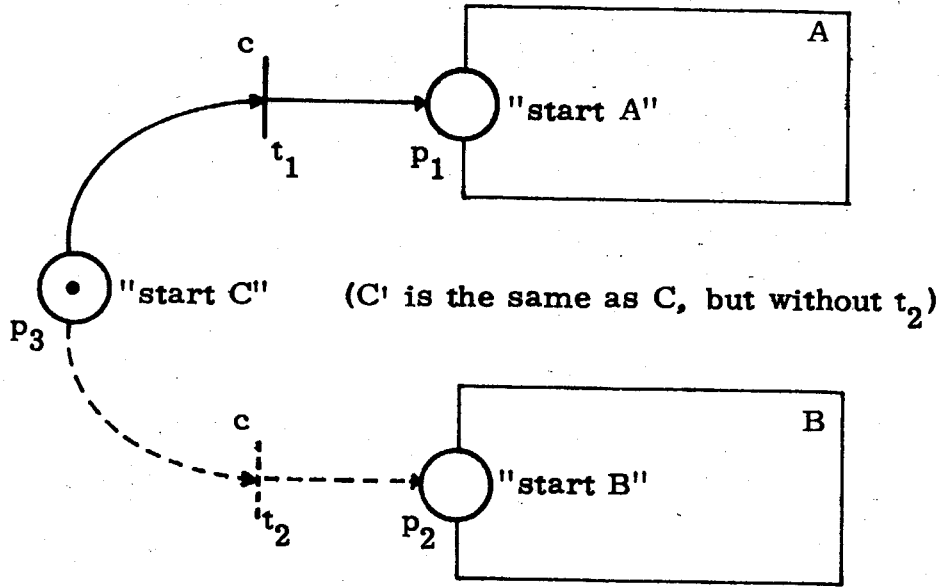 A
c
"start A"
t1
p1
"start C" (C' is the same as C, but without t2)
p3
B
c
"start B"
t2
p2